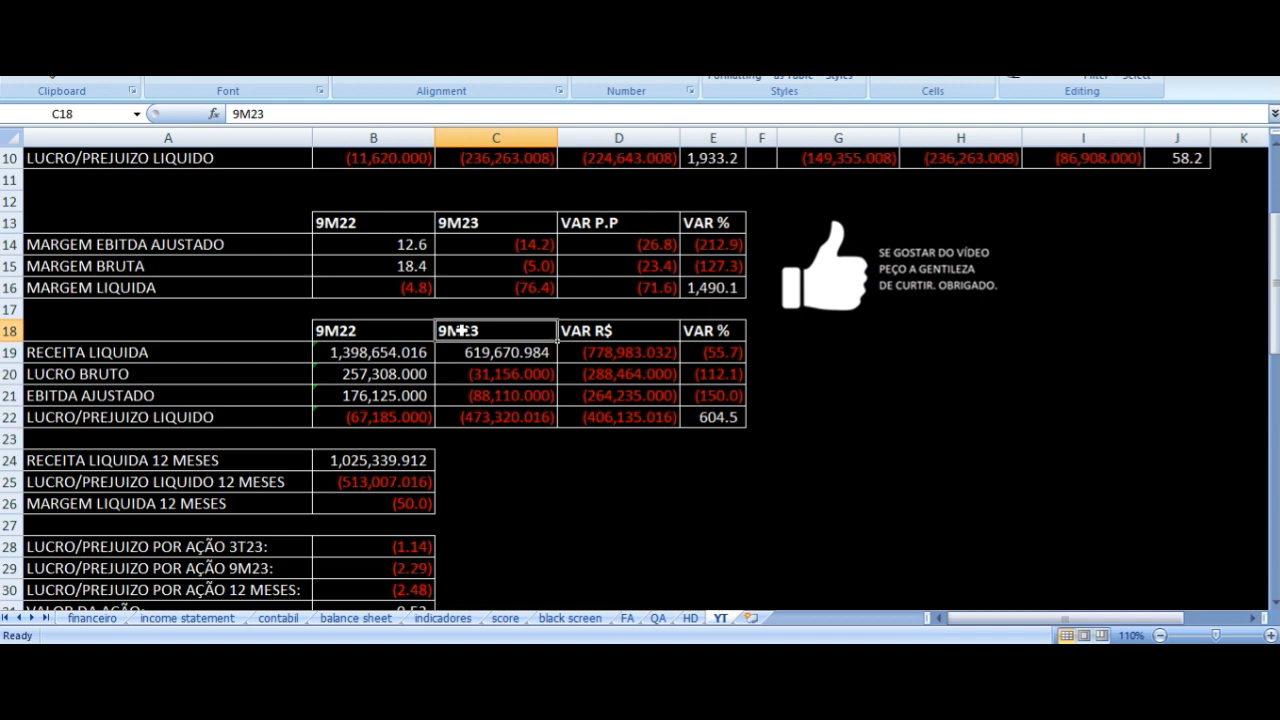 Clipboard Font Alignment Number Styles Cells Editing
C18 fx 9M23
A B C D E F G H I J K
10 LUCRO/PREJUIZO LIQUIDO (11,620.000) (236,263.008) (224,643.008) 1,933.2 (149,355.008) (236,263.008) (86,908.000) 58.2
11
12
13 9M22 9M23 VAR P.P VAR %
14 MARGEM EBITDA AJUSTADO 12.6 (14.2) (26.8) (212.9)
15 MARGEM BRUTA 18.4 (5.0) (23.4) (127.3)
16 MARGEM LIQUIDA (4.8) (76.4) (71.6) 1,490.1
SE GOSTAR DO VÍDEO
PEÇO A GENTILEZA
DE CURTIR. OBRIGADO.
17
18 9M22 9M23 VAR R$ VAR %
19 RECEITA LIQUIDA 1,398,654.016 619,670.984 (778,983.032) (55.7)
20 LUCRO BRUTO 257,308.000 (31,156.000) (288,464.000) (112.1)
21 EBITDA AJUSTADO 176,125.000 (88,110.000) (264,235.000) (150.0)
22 LUCRO/PREJUIZO LIQUIDO (67,185.000) (473,320.016) (406,135.016) 604.5
23
24 RECEITA LIQUIDA 12 MESES 1,025,339.912
25 LUCRO/PREJUIZO LIQUIDO 12 MESES (513,007.016)
26 MARGEM LIQUIDA 12 MESES (50.0)
27
28 LUCRO/PREJUIZO POR AÇÃO 3T23: (1.14)
29 LUCRO/PREJUIZO POR AÇÃO 9M23: (2.29)
30 LUCRO/PREJUIZO POR AÇÃO 12 MESES: (2.48)
financeiro income statement contabil balance sheet indicadores score black screen FA QA HD YT
Ready 110%